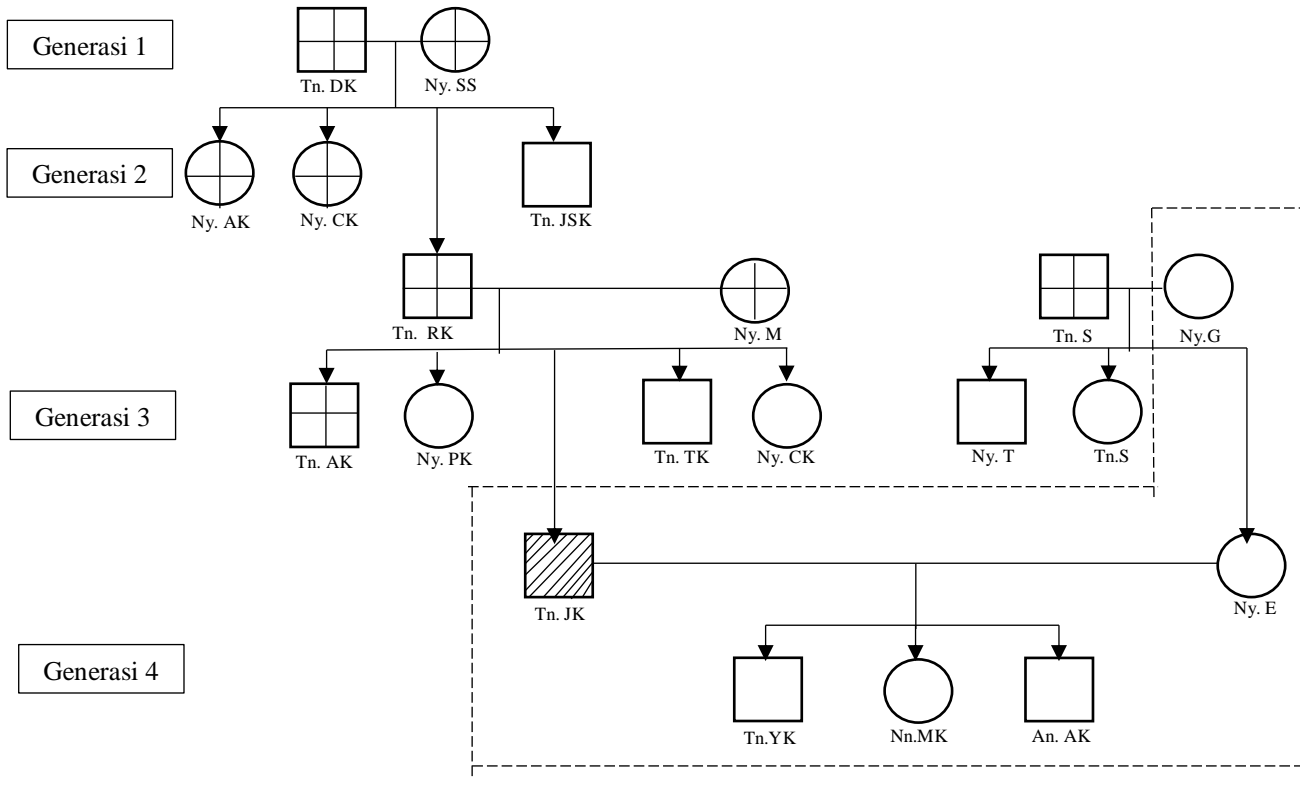 Generasi 1
Tn. DK
Ny. SS
Generasi 2
Ny. AK
Ny. CK
Tn. JSK
Tn. RK
Ny. M
Tn. S
Ny.G
Generasi 3
Tn. AK
Ny. PK
Tn. TK
Ny. CK
Ny. T
Tn.S
Tn. JK
Ny. E
Generasi 4
Tn.YK
Nn.MK
An. AK